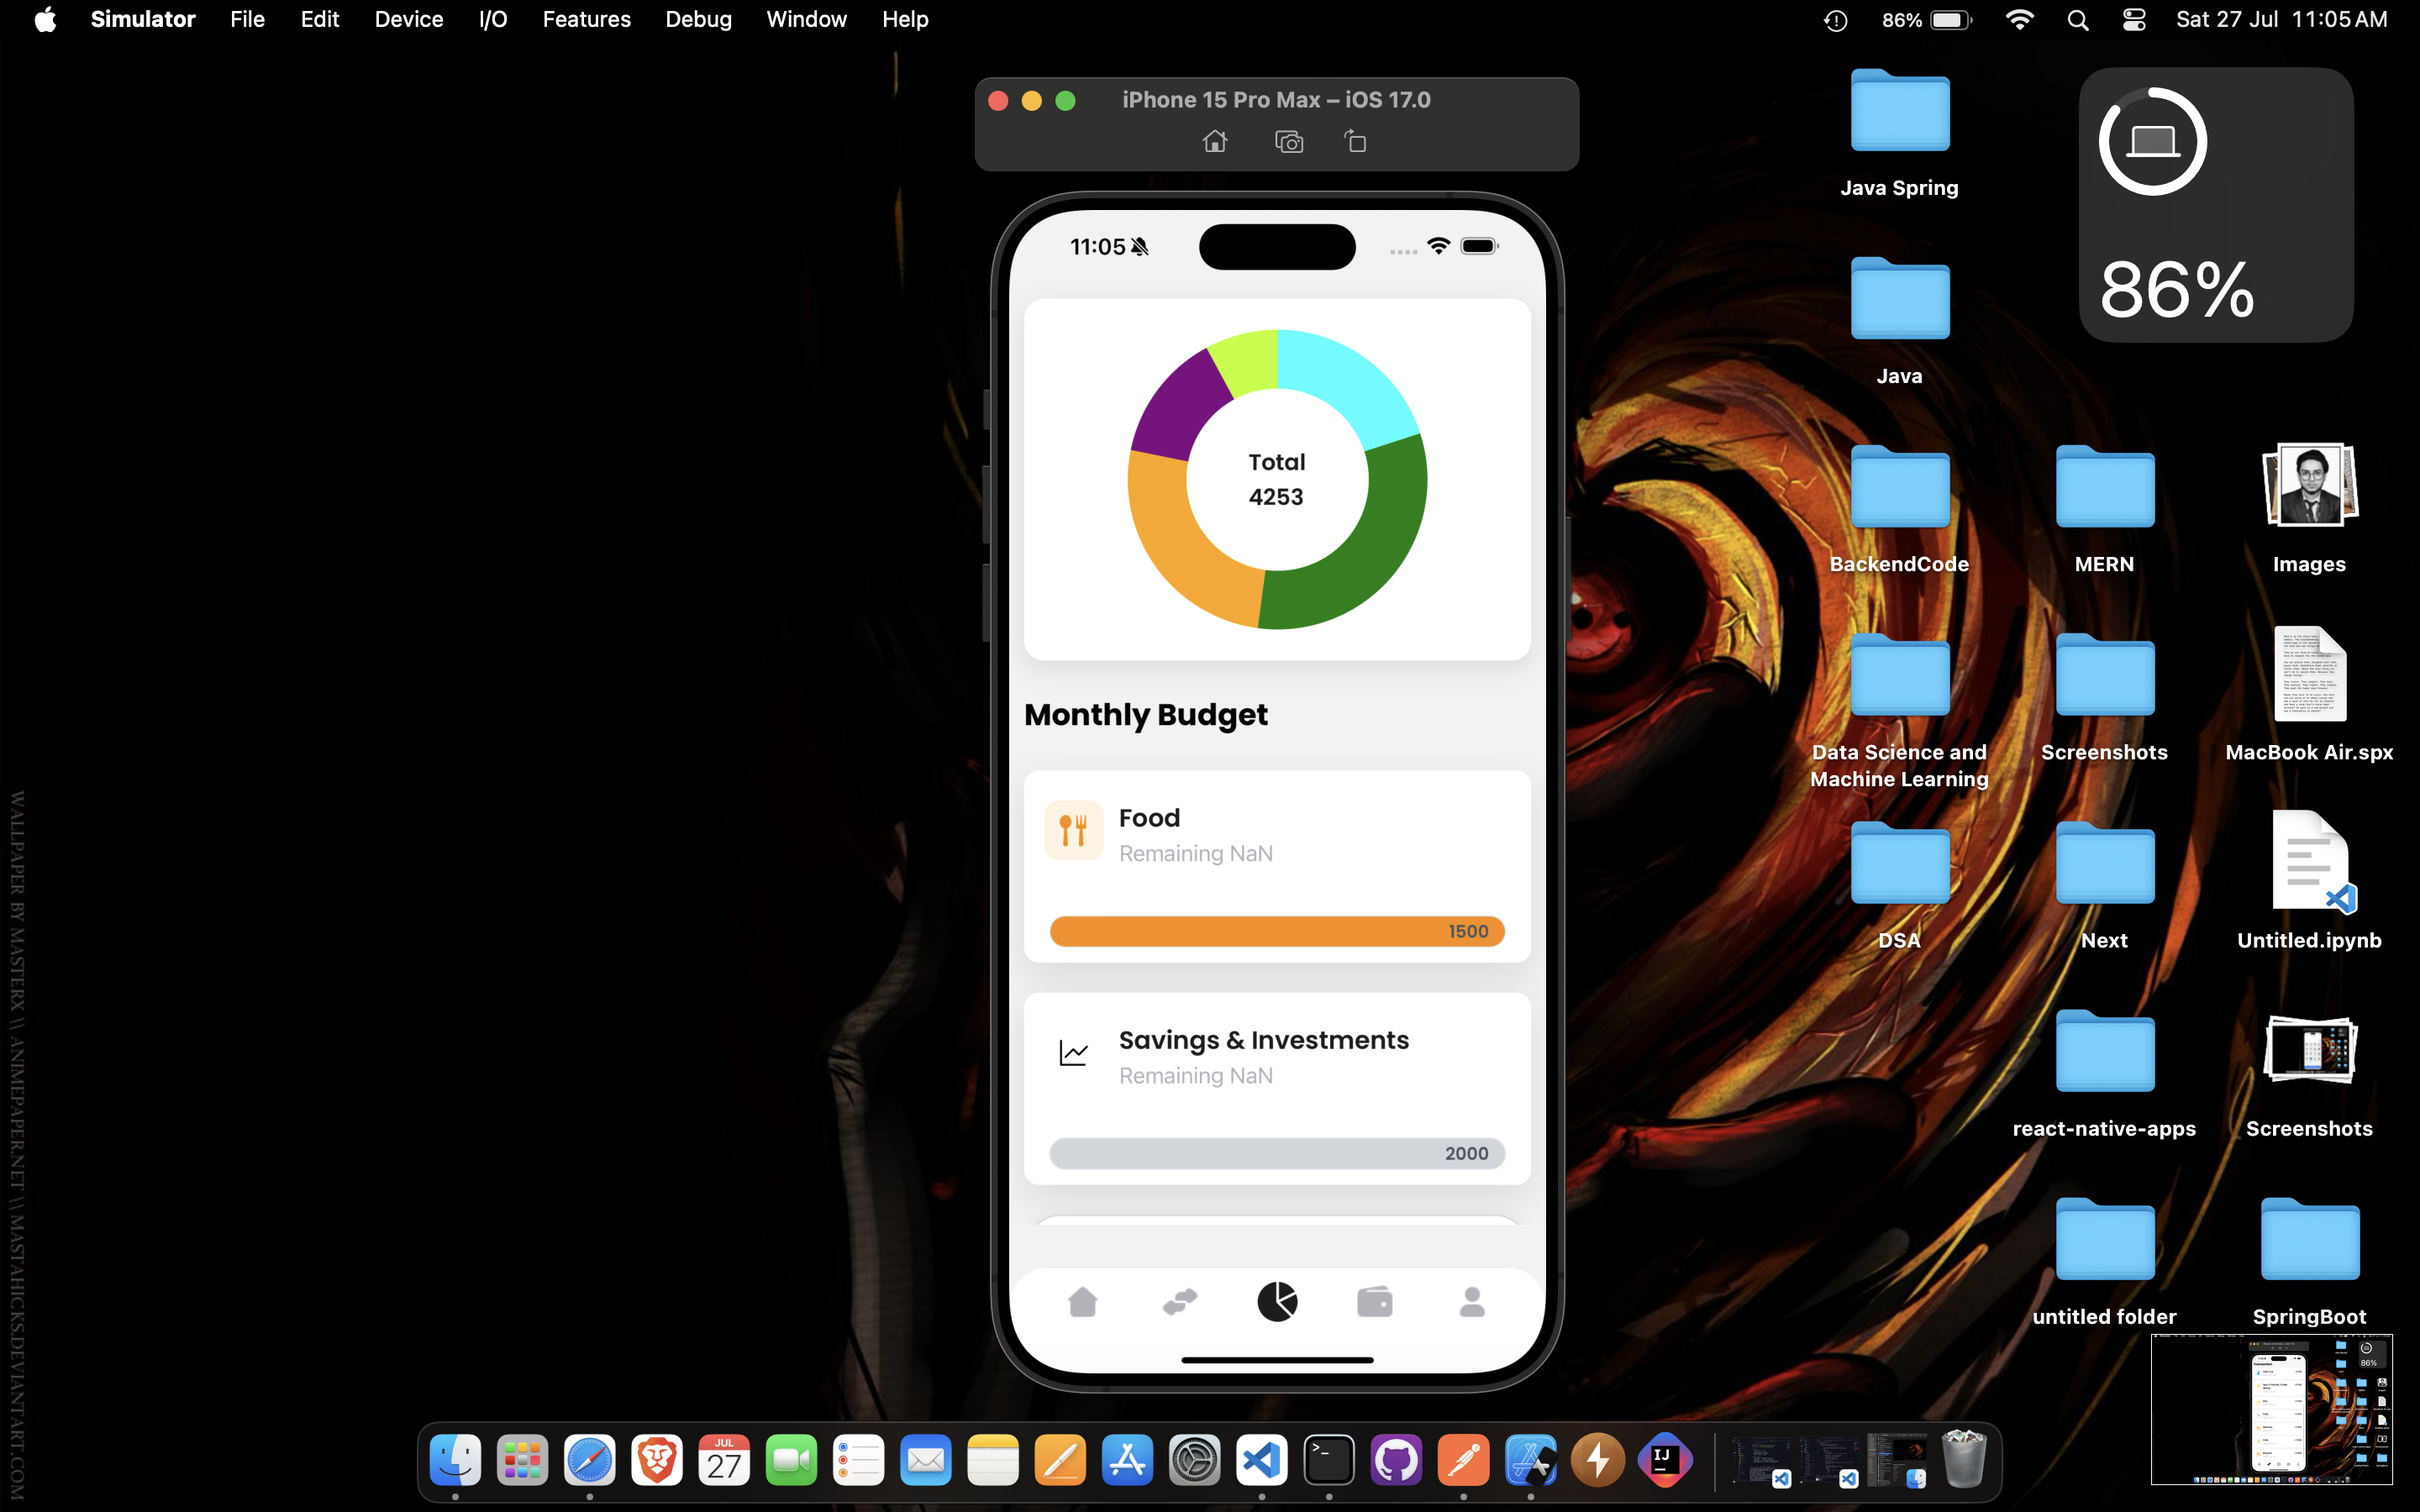 Simulator File Edit Device I/O Features Debug Window Help
86% Sat 27 Jul 11:05 AM
iPhone 15 Pro Max – iOS 17.0
11:05
Total
4253
Monthly Budget
Food
Remaining NaN
1500
Savings & Investments
Remaining NaN
2000
86%
Java Spring
Java
BackendCode
MERN
Images
Data Science and
Machine Learning
Screenshots
MacBook Air.spx
DSA
Next
Untitled.ipynb
react-native-apps
Screenshots
untitled folder
SpringBoot
WALLPAPER BY MASTERX \\ ANIMEPAPER.NET \\ MASTAHICKS.DEVIANTART.COM
JUL
27
>_
IJ
86%